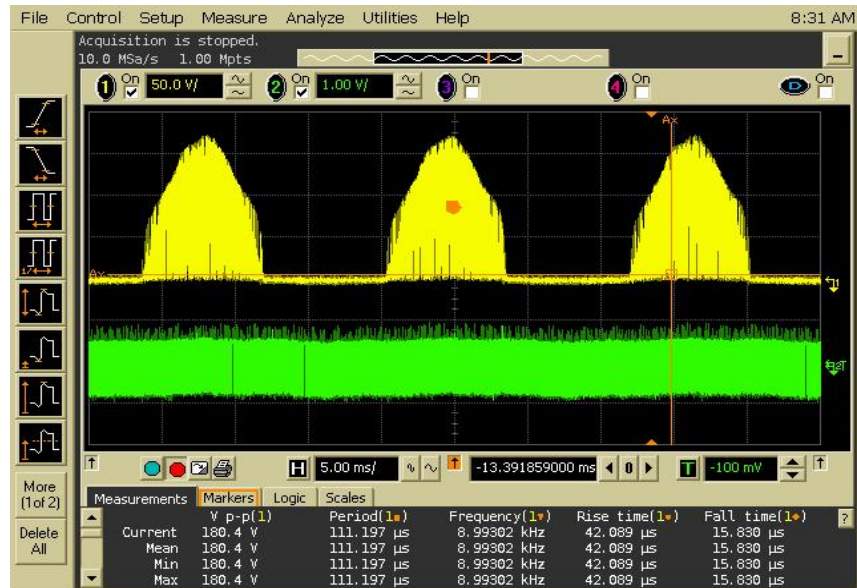 File Control Setup Measure Analyze Utilities Help 8:31 AM
Acquisition is stopped.
10.0 MSa/s 1.00 Mpts
1 On 50.0 V/ 2 On 1.00 V/ 3 On 4 On D On
Ax
Ax
1
2T
H 5.00 ms/ -13.391859000 ms 0 T -100 mV
More
(1of 2)
Delete
All
Measurements Markers Logic Scales
V p-p(1) Period(1) Frequency(1) Rise time(1) Fall time(1) ?
Current 180.4 V 111.197 µs 8.99302 kHz 42.089 µs 15.830 µs
Mean 180.4 V 111.197 µs 8.99302 kHz 42.089 µs 15.830 µs
Min 180.4 V 111.197 µs 8.99302 kHz 42.089 µs 15.830 µs
Max 180.4 V 111.197 µs 8.99302 kHz 42.089 µs 15.830 µs